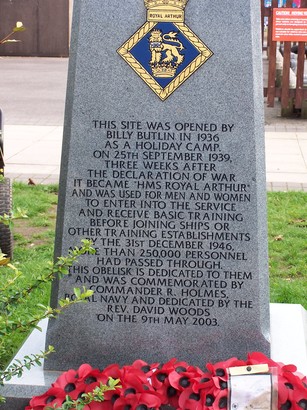 ROYAL ARTHUR
THIS SITE WAS OPENED BY
BILLY BUTLIN IN 1936
AS A HOLIDAY CAMP.
ON 25TH SEPTEMBER 1939,
THREE WEEKS AFTER
THE DECLARATION OF WAR
IT BECAME "HMS ROYAL ARTHUR"
AND WAS USED FOR MEN AND WOMEN
TO ENTER INTO THE SERVICE
AND RECEIVE BASIC TRAINING
BEFORE JOINING SHIPS OR
OTHER TRAINING ESTABLISHMENTS
BY THE 31ST DECEMBER 1946,
THAN 250,000 PERSONNEL
HAD PASSED THROUGH.
THIS OBELISK IS DEDICATED TO THEM
AND WAS COMMEMORATED BY
COMMANDER R. HOLMES,
NAVY AND DEDICATED BY THE
REV. DAVID WOODS
ON THE 9TH MAY 2003.